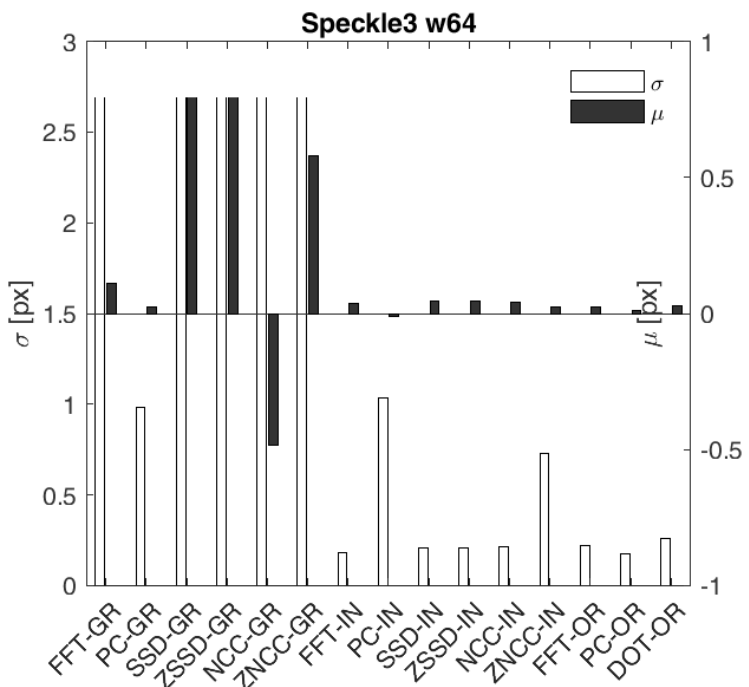 Speckle3 w64
σ
μ
3
2.5
2
1.5
1
0.5
0
σ [px]
1
0.5
0
-0.5
-1
μ [px]
FFT-GR
PC-GR
SSD-GR
ZSSD-GR
NCC-GR
ZNCC-GR
FFT-IN
PC-IN
SSD-IN
ZSSD-IN
NCC-IN
ZNCC-IN
FFT-OR
PC-OR
DOT-OR